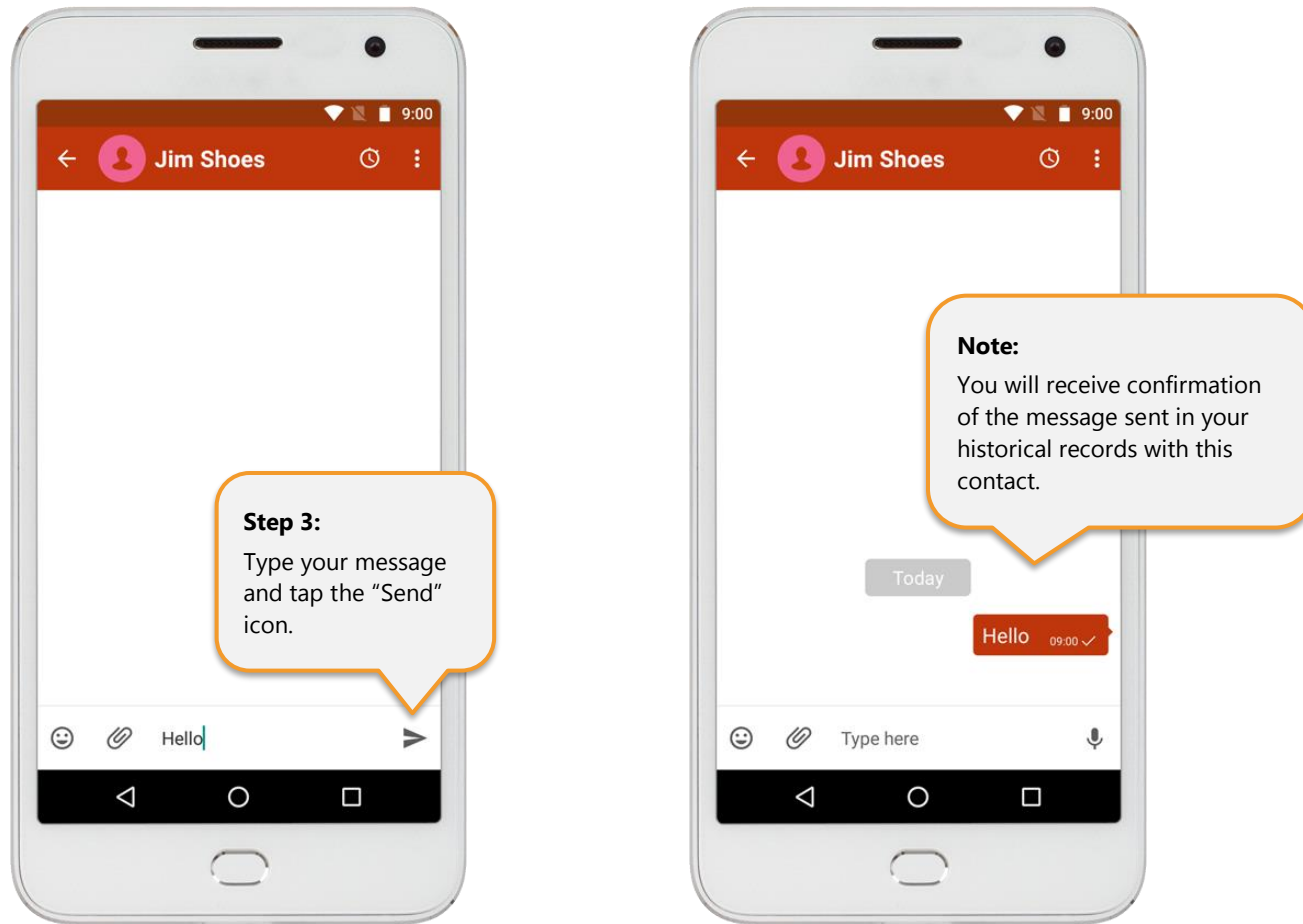 9:00
Jim Shoes
Step 3:
Type your message
and tap the “Send”
icon.
Hello
9:00
Jim Shoes
Note:
You will receive confirmation
of the message sent in your
historical records with this
contact.
Today
Hello 09:00
Type here